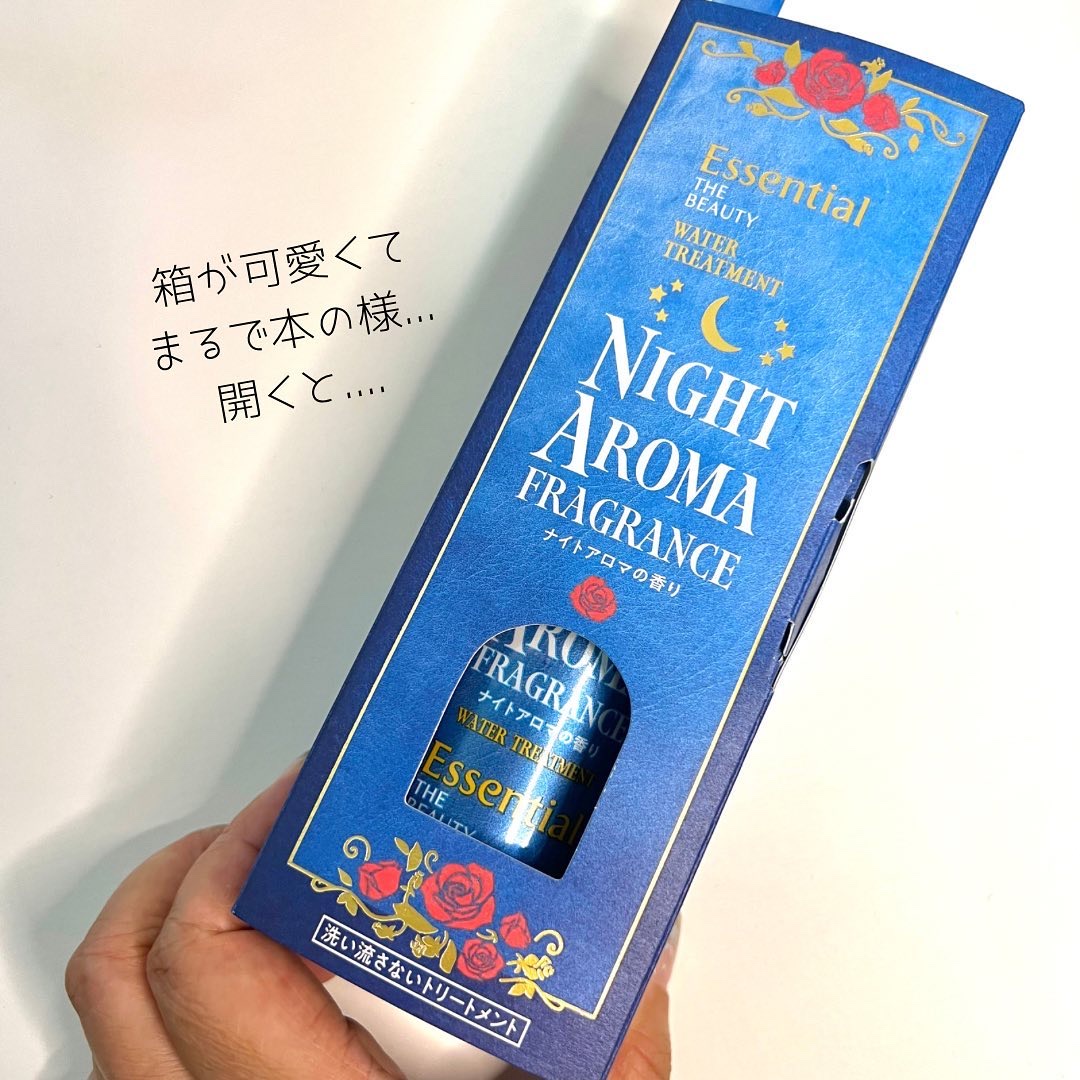 箱が可愛くて
まるで本の様...
開くと....
Essential
THE
BEAUTY
WATER
TREATMENT
NIGHT
AROMA
FRAGRANCE
ナイトアロマの香り
AROMA
FRAGRANCE
ナイトアロマの香り
WATER TREATMENT
Essential
THE
BEAUTY
洗い流さないトリートメント